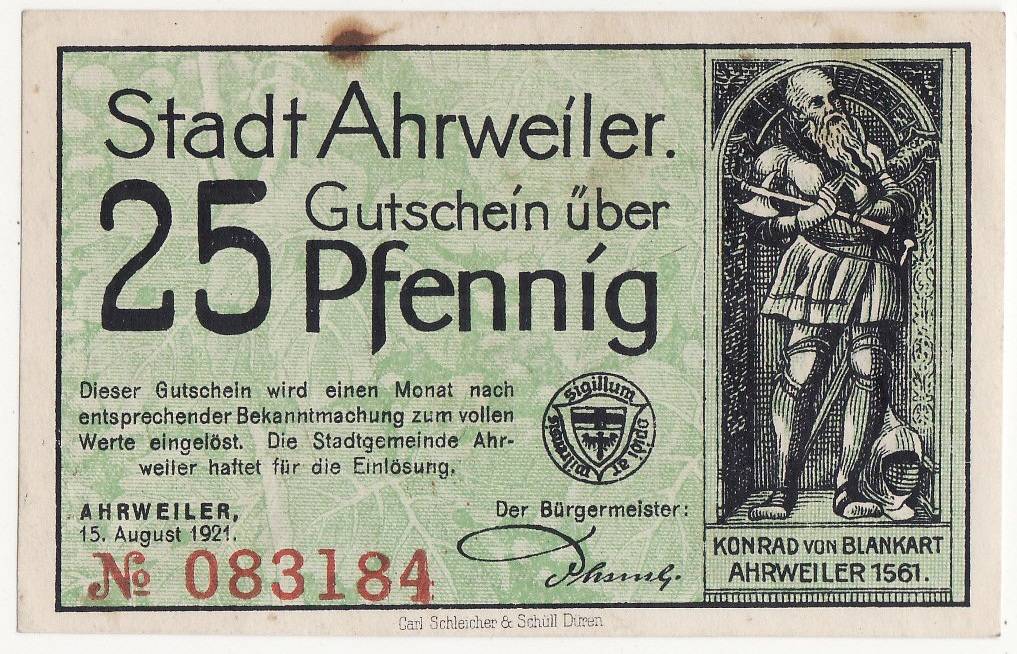 Stadt Ahrweiler.
25 Gutschein über
Pfennig
Dieser Gutschein wird einen Monat nach
entsprechender Bekanntmachung zum vollen
Werte eingelöst. Die Stadtgemeinde Ahr-
weiler haftet für die Einlösung.
Sigillum
AHRWEILER,
15. August 1921.
Der Bürgermeister:
№ 083184
KONRAD VON BLANKART
AHRWEILER 1561.
Carl Schleicher & Schüll Düren